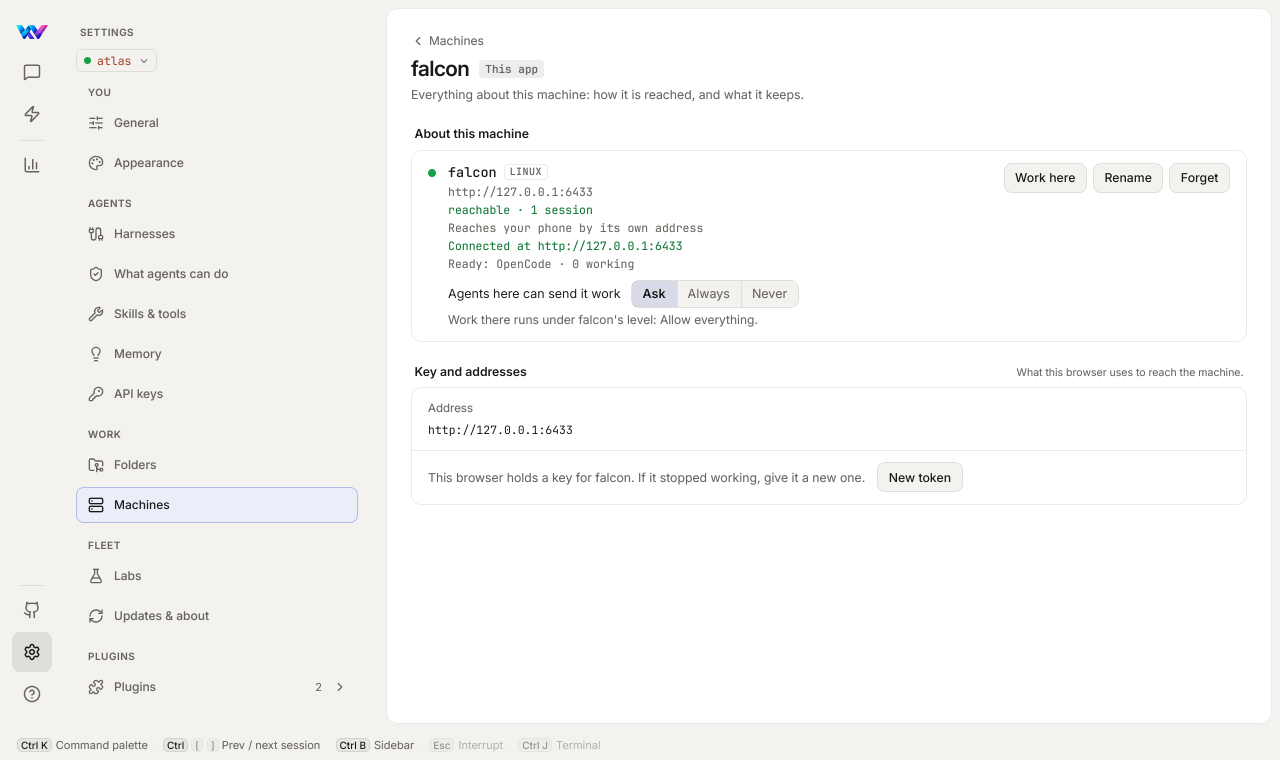 SETTINGS
atlas
YOU
General
Appearance
AGENTS
Harnesses
What agents can do
Skills & tools
Memory
API keys
WORK
Folders
Machines
FLEET
Labs
Updates & about
PLUGINS
Plugins 2
Machines
falcon This app
Everything about this machine: how it is reached, and what it keeps.
About this machine
falcon LINUX
Work here Rename Forget
http://127.0.0.1:6433
reachable · 1 session
Reaches your phone by its own address
Connected at http://127.0.0.1:6433
Ready: OpenCode · 0 working
Agents here can send it work Ask Always Never
Work there runs under falcon's level: Allow everything.
Key and addresses What this browser uses to reach the machine.
Address
http://127.0.0.1:6433
This browser holds a key for falcon. If it stopped working, give it a new one. New token
Ctrl K Command palette · Ctrl [ ] Prev / next session · Ctrl B Sidebar · Esc Interrupt · Ctrl J Terminal